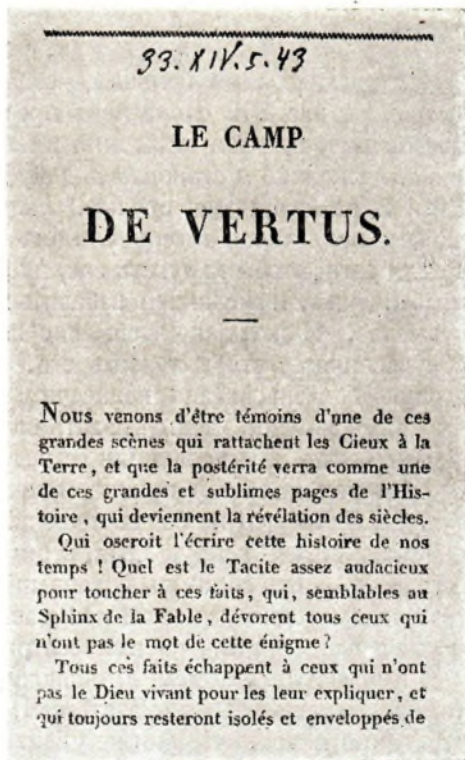 33.XIV.5.43
LE CAMP
DE VERTUS.
Nous venons d'être témoins d'une de ces
grandes scènes qui rattachent les Cieux à la
Terre, et que la postérité verra comme une
de ces grandes et sublimes pages de l'His-
toire, qui deviennent la révélation des siècles.
Qui oseroit l'écrire cette histoire de nos
temps ! Quel est le Tacite assez audacieux
pour toucher à ces faits, qui, semblables au
Sphinx de la Fable, dévorent tous ceux qui
n'ont pas le mot de cette énigme ?
Tous ces faits échappent à ceux qui n'ont
pas le Dieu vivant pour les leur expliquer, et
qui toujours resteront isolés et enveloppés de